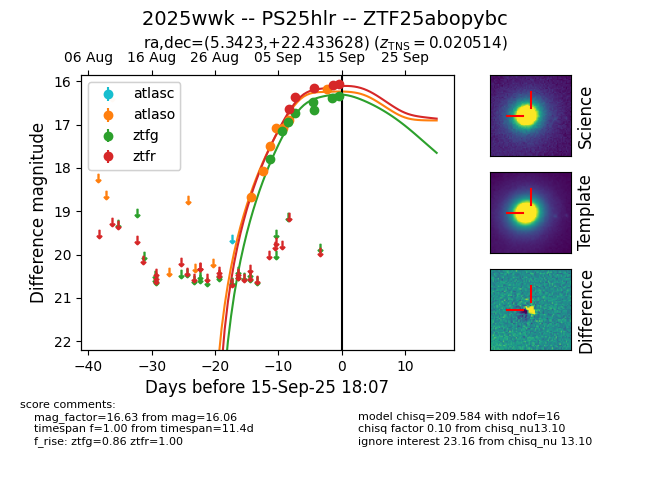 2025wwk -- PS25hlr -- ZTF25abopybc
ra,dec=(5.3423,+22.433628) (z_TNS = 0.020514)
06 Aug 16 Aug 26 Aug 05 Sep 15 Sep 25 Sep
16
17
18
19
20
21
22
Difference magnitude
atlasc
atlaso
ztfg
ztfr
−40 −30 −20 −10 0 10
Days before 15-Sep-25 18:07
Science
Template
Difference
score comments:
mag_factor=16.63 from mag=16.06
timespan f=1.00 from timespan=11.4d
f_rise: ztfg=0.86 ztfr=1.00
model chisq=209.584 with ndof=16
chisq factor 0.10 from chisq_nu13.10
ignore interest 23.16 from chisq_nu 13.10